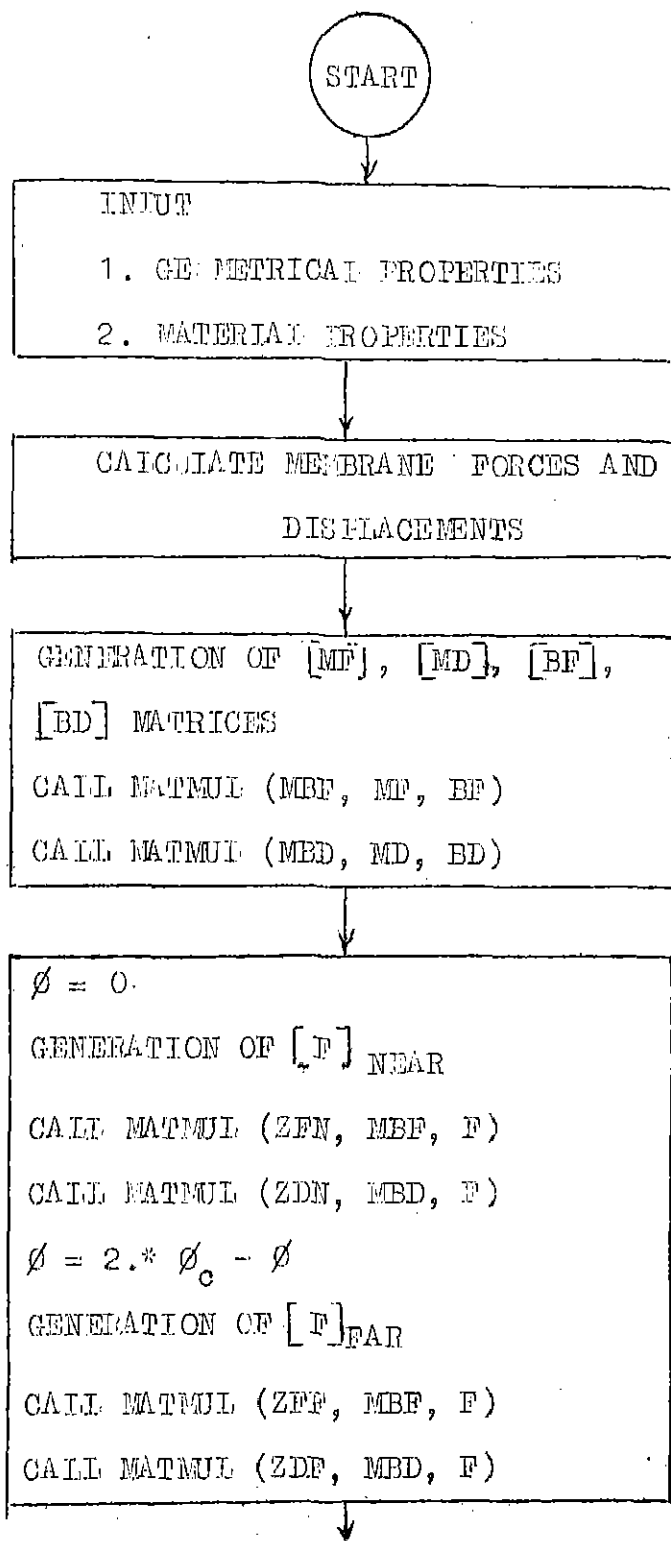 START
INPUT
1. GE METRICAL PROPERTIES
2. MATERIAL PROPERTIES
CALCULATE MEMBRANE FORCES AND
DISPLACEMENTS
GENERATION OF [MF], [MD], [BF],
[BD] MATRICES
CALL MATMUL (MBF, MF, BF)
CALL MATMUL (MBD, MD, BD)
Ø = 0.
GENERATION OF [F] NEAR
CALL MATMUL (ZFN, MBF, F)
CALL MATMUL (ZDN, MBD, F)
Ø = 2.* Øc - Ø
GENERATION OF [F] FAR
CALL MATMUL (ZFF, MBF, F)
CALL MATMUL (ZDF, MBD, F)